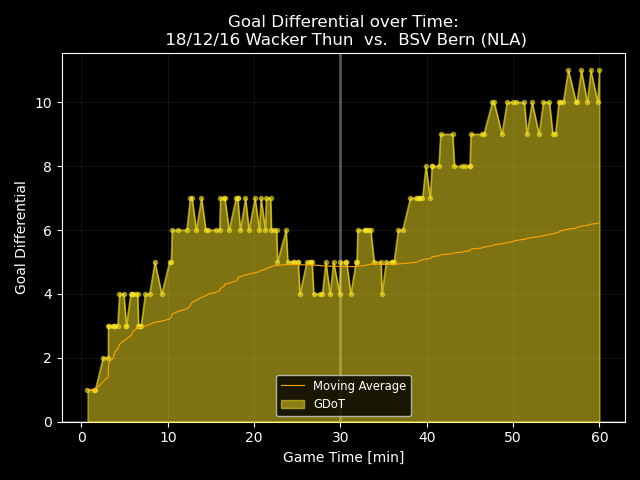 Goal Differential over Time:
18/12/16 Wacker Thun  vs.  BSV Bern (NLA)
Goal Differential
10
8
6
4
2
0
Moving Average
GDoT
0 10 20 30 40 50 60
Game Time [min]